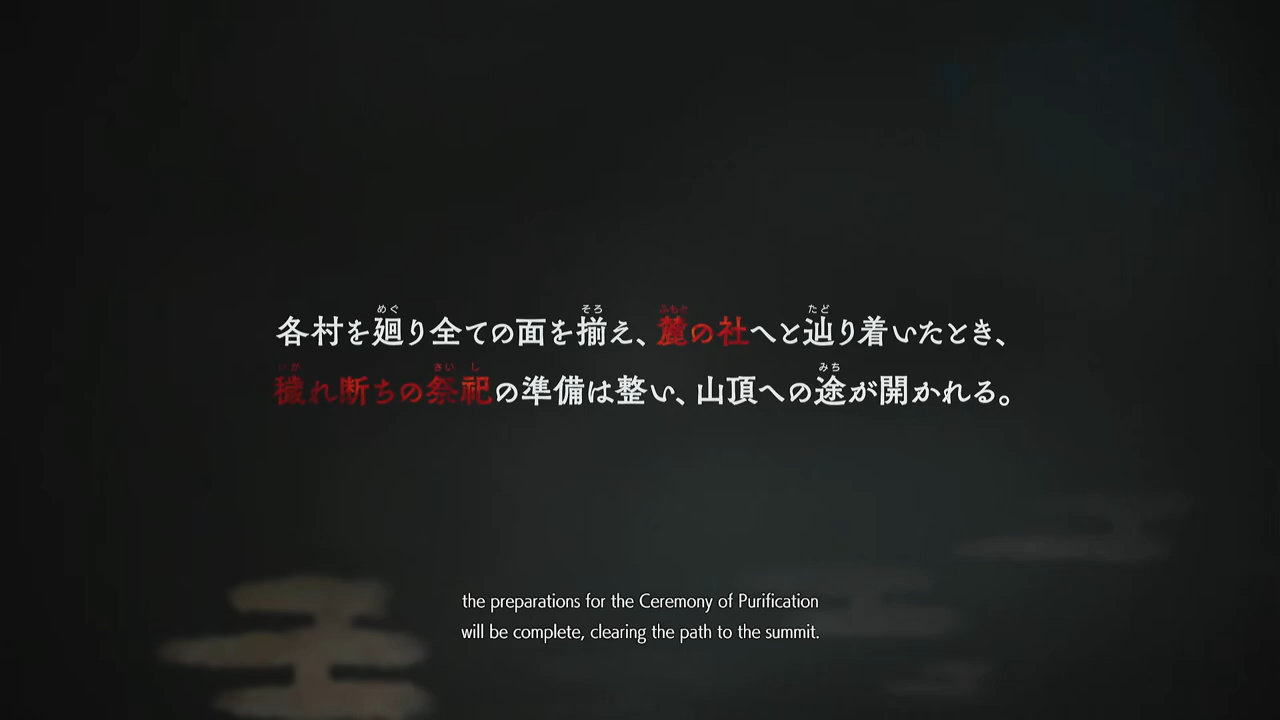 各村を廻り全ての面を揃え、麓の社へと辿り着いたとき、
穢れ断ちの祭祀の準備は整い、山頂への途が開かれる。
the preparations for the Ceremony of Purification
will be complete, clearing the path to the summit.